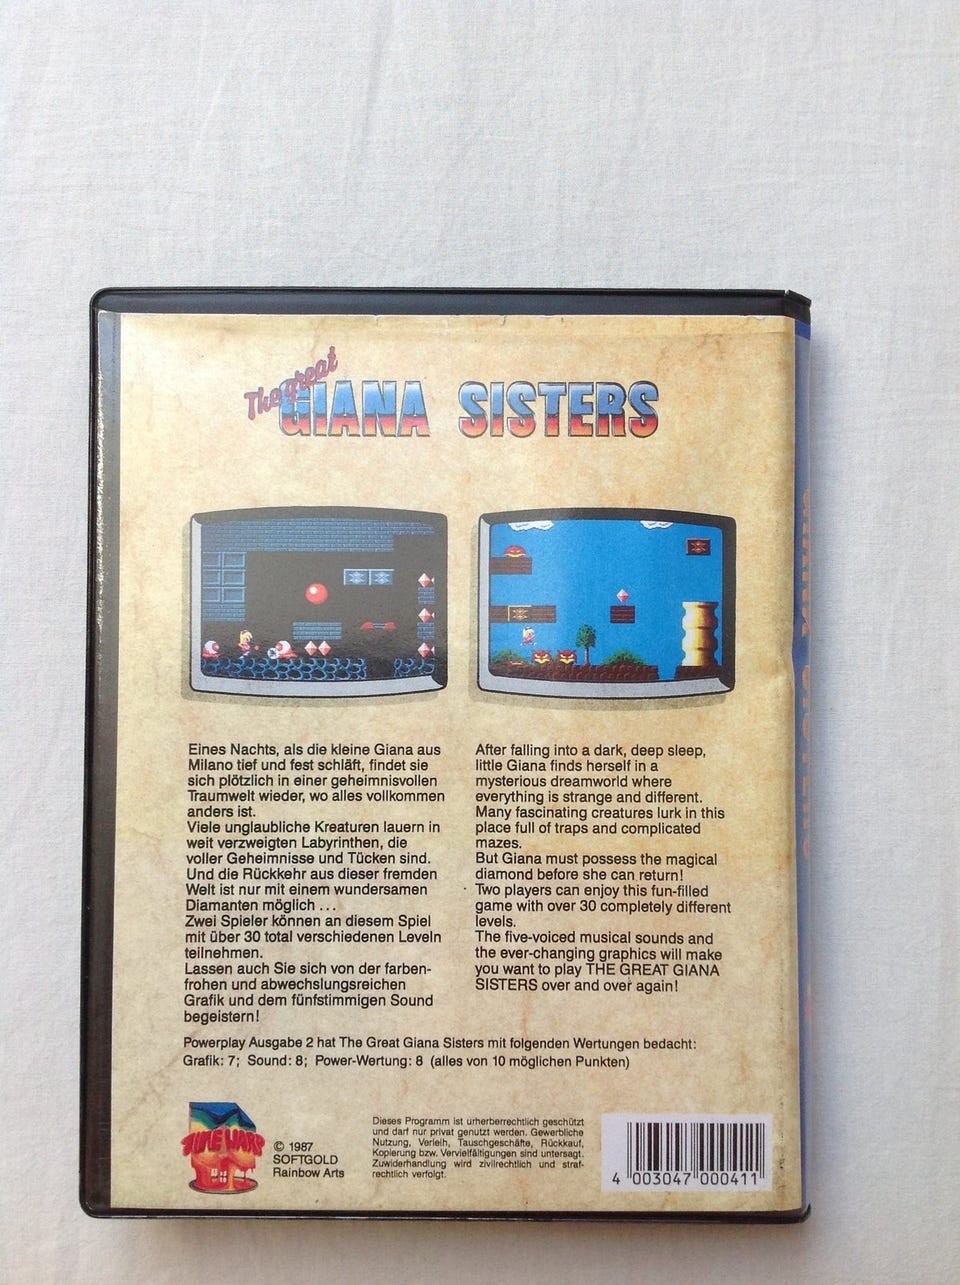 The great
GIANA SISTERS
Eines Nachts, als die kleine Giana aus
Milano tief und fest schläft, findet sie
sich plötzlich in einer geheimnisvollen
Traumwelt wieder, wo alles vollkommen
anders ist.
Viele unglaubliche Kreaturen lauern in
weit verzweigten Labyrinthen, die
voller Geheimnisse und Tücken sind.
Und die Rückkehr aus dieser fremden
Welt ist nur mit einem wundersamen
Diamanten möglich ...
Zwei Spieler können an diesem Spiel
mit über 30 total verschiedenen Leveln
teilnehmen.
Lassen auch Sie sich von der farben-
frohen und abwechslungsreichen
Grafik und dem fünfstimmigen Sound
begeistern!
After falling into a dark, deep sleep,
little Giana finds herself in a
mysterious dreamworld where
everything is strange and different.
Many fascinating creatures lurk in this
place full of traps and complicated
mazes.
But Giana must possess the magical
diamond before she can return!
Two players can enjoy this fun-filled
game with over 30 completely different
levels.
The five-voiced musical sounds and
the ever-changing graphics will make
you want to play THE GREAT GIANA
SISTERS over and over again!
Powerplay Ausgabe 2 hat The Great Giana Sisters mit folgenden Wertungen bedacht:
Grafik: 7; Sound: 8; Power-Wertung: 8 (alles von 10 möglichen Punkten)
TIME WARP
© 1987
SOFTGOLD
Rainbow Arts
Dieses Programm ist urherberrechtlich geschützt
und darf nur privat genutzt werden. Gewerbliche
Nutzung, Verleih, Tauschgeschäfte, Rückkauf,
Kopierung bzw. Vervielfältigungen sind untersagt.
Zuwiderhandlung wird zivilrechtlich und straf-
rechtlich verfolgt.
4 003047 000411